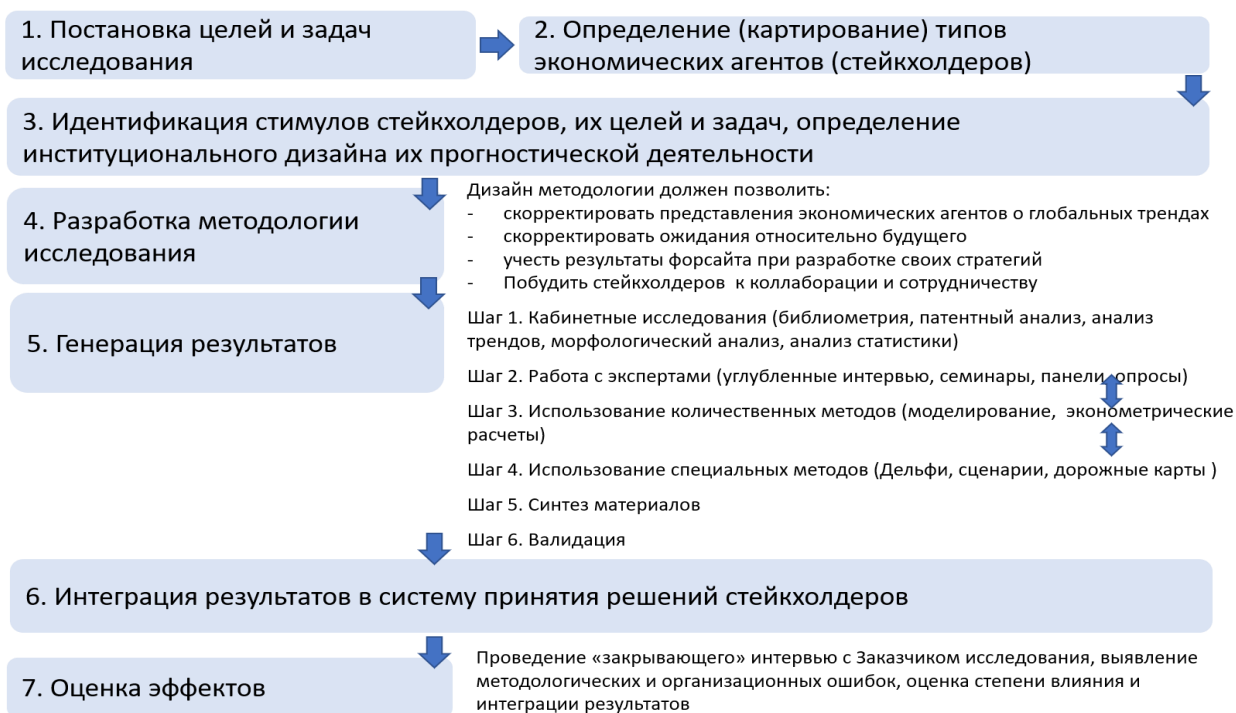 1. Постановка целей и задач
исследования
2. Определение (картирование) типов
экономических агентов (стейкхолдеров)
3. Идентификация стимулов стейкхолдеров, их целей и задач, определение
институционального дизайна их прогностической деятельности
4. Разработка методологии
исследования
Дизайн методологии должен позволить:
- скорректировать представления экономических агентов о глобальных трендах
- скорректировать ожидания относительно будущего
- учесть результаты форсайта при разработке своих стратегий
- Побудить стейкхолдеров к коллаборации и сотрудничеству
5. Генерация результатов
Шаг 1. Кабинетные исследования (библиометрия, патентный анализ, анализ
трендов, морфологический анализ, анализ статистики)
Шаг 2. Работа с экспертами (углубленные интервью, семинары, панели, опросы)
Шаг 3. Использование количественных методов (моделирование, эконометрические
расчеты)
Шаг 4. Использование специальных методов (Дельфи, сценарии, дорожные карты )
Шаг 5. Синтез материалов
Шаг 6. Валидация
6. Интеграция результатов в систему принятия решений стейкхолдеров
7. Оценка эффектов
Проведение «закрывающего» интервью с Заказчиком исследования, выявление
методологических и организационных ошибок, оценка степени влияния и
интеграции результатов